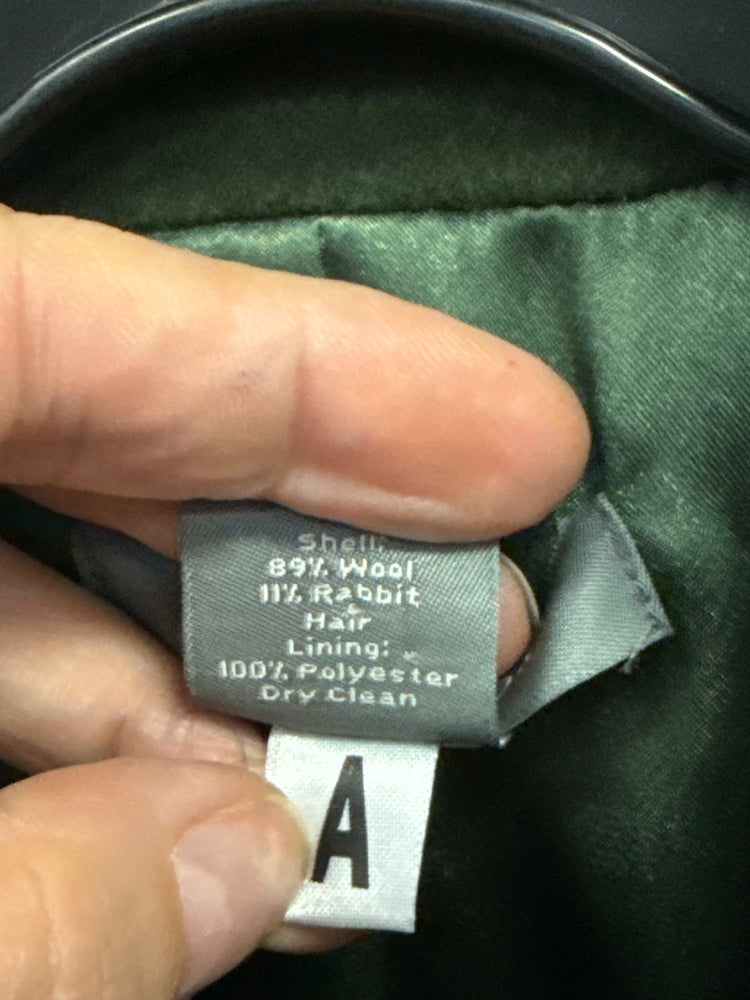 Shell:
89% Wool
11% Rabbit
Hair
Lining:
100% Polyester
Dry Clean
A